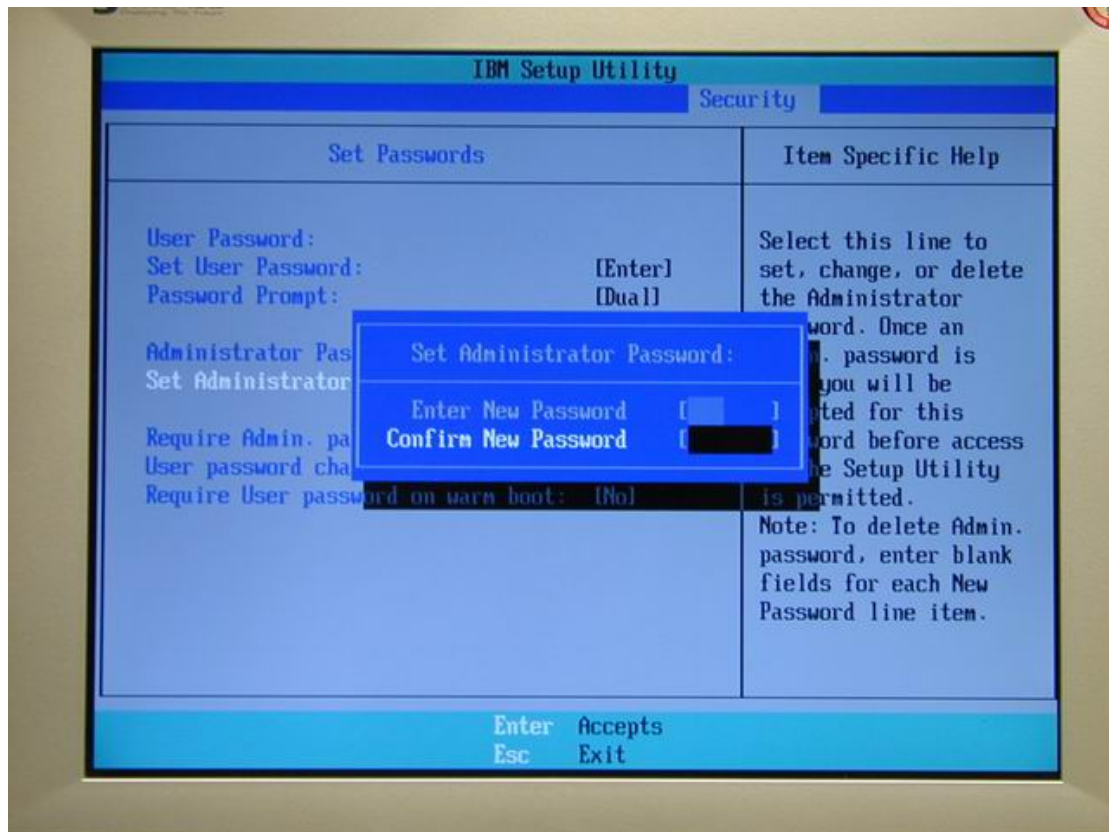 IBM Setup Utility
Security
Set Passwords
Item Specific Help
User Password:
Set User Password: [Enter]
Password Prompt: [Dual]
Administrator Pas
Set Administrator
Require Admin. pa
User password cha
Require User password on warm boot: [No]
Set Administrator Password:
Enter New Password [ ]
Confirm New Password [ ]
Select this line to
set, change, or delete
the Administrator
word. Once an
. password is
you will be
ted for this
word before access
e Setup Utility
is permitted.
Note: To delete Admin.
password, enter blank
fields for each New
Password line item.
Enter Accepts
Esc Exit